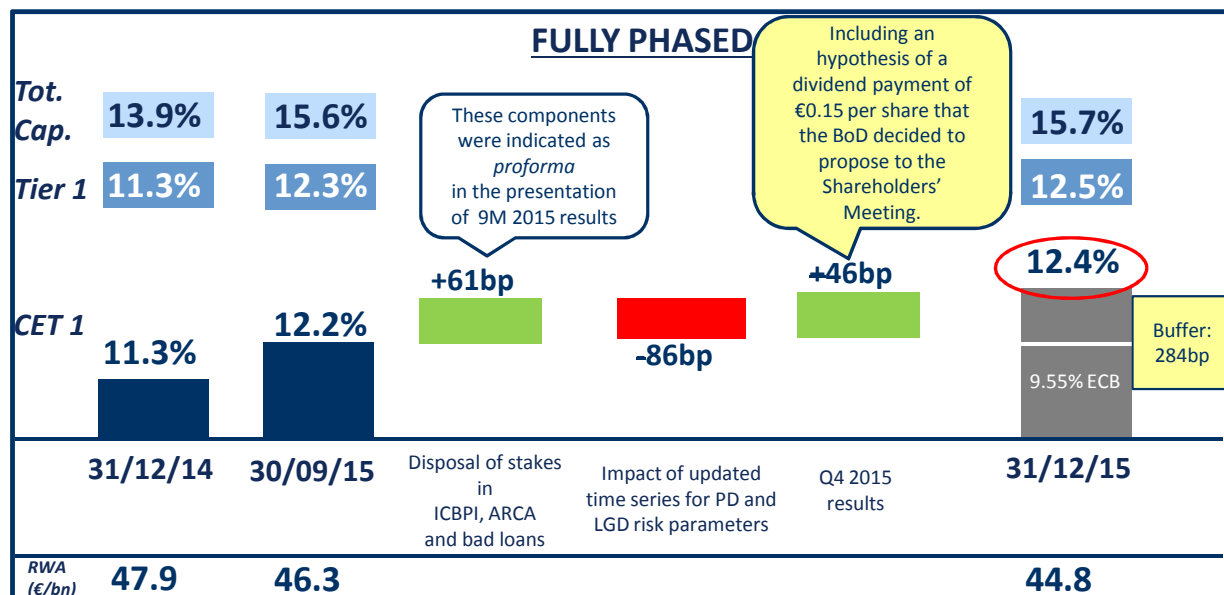 FULLY PHASED
Including an
hypothesis of a
dividend payment of
€0.15 per share that
the BoD decided to
propose to the
Shareholders’
Meeting.
These components
were indicated as
proforma
in the presentation
of 9M 2015 results
Tot.
Cap.
13.9%
15.6%
15.7%
Tier 1
11.3%
12.3%
12.5%
CET 1
11.3%
12.2%
+61bp
-86bp
+46bp
12.4%
9.55% ECB
Buffer:
284bp
31/12/14
30/09/15
Disposal of stakes
in
ICBPI, ARCA
and bad loans
Impact of updated
time series for PD and
LGD risk parameters
Q4 2015
results
31/12/15
RWA
(€/bn)
47.9
46.3
44.8